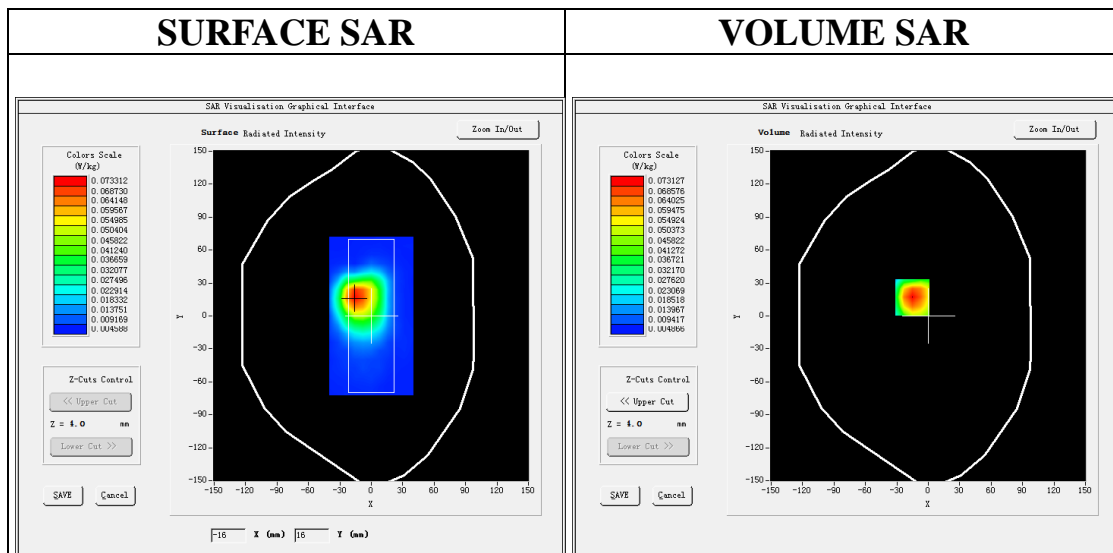 SURFACE SAR
VOLUME SAR
SAR Visualisation Graphical Interface
Surface Radiated Intensity
Zoom In/Out
Colors Scale
(W/kg)
0.073312
0.068730
0.064148
0.059567
0.054985
0.050404
0.045822
0.041240
0.036659
0.032077
0.027496
0.022914
0.018332
0.013751
0.009169
0.004588
150
120
90
60
30
0
-30
-60
-90
-120
-150
Y
-150 -120 -90 -60 -30 0 30 60 90 120 150
X
Z-Cuts Control
<< Upper Cut
Z = 4.0 mm
Lower Cut >>
SAVE Cancel
-16 X (mm) 16 Y (mm)
SAR Visualisation Graphical Interface
Volume Radiated Intensity
Zoom In/Out
Colors Scale
(W/kg)
0.073127
0.068576
0.064025
0.059475
0.054924
0.050373
0.045822
0.041272
0.036721
0.032170
0.027620
0.023069
0.018518
0.013967
0.009417
0.004866
150
120
90
60
30
0
-30
-60
-90
-120
-150
Y
-150 -120 -90 -60 -30 0 30 60 90 120 150
X
Z-Cuts Control
<< Upper Cut
Z = 4.0 mm
Lower Cut >>
SAVE Cancel